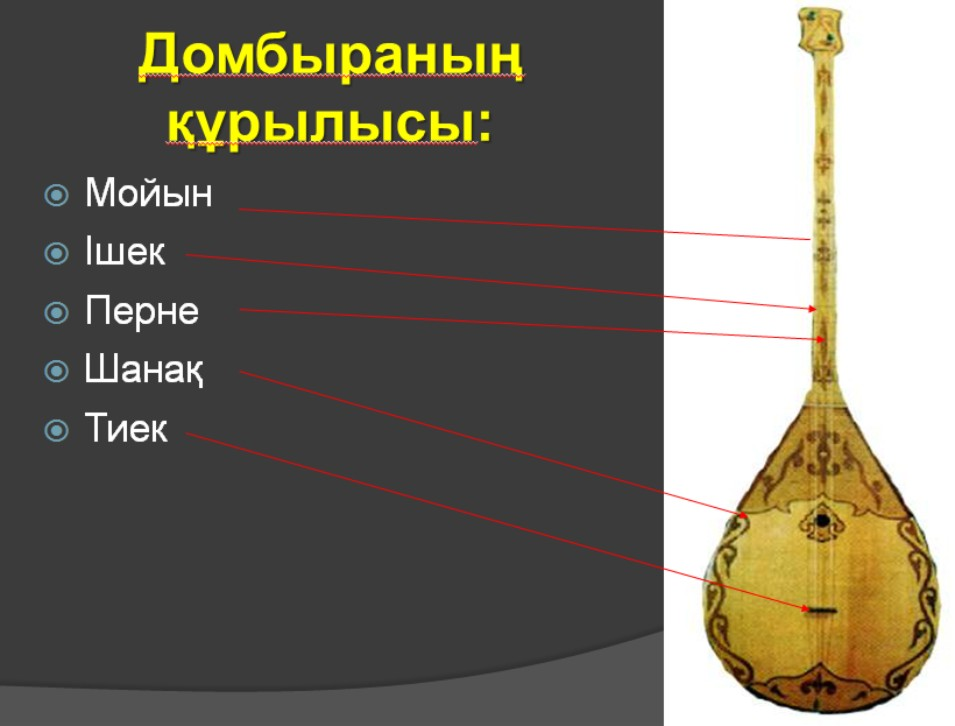 Домбыраның
құрылысы:
Мойын
Ішек
Перне
Шанақ
Тиек